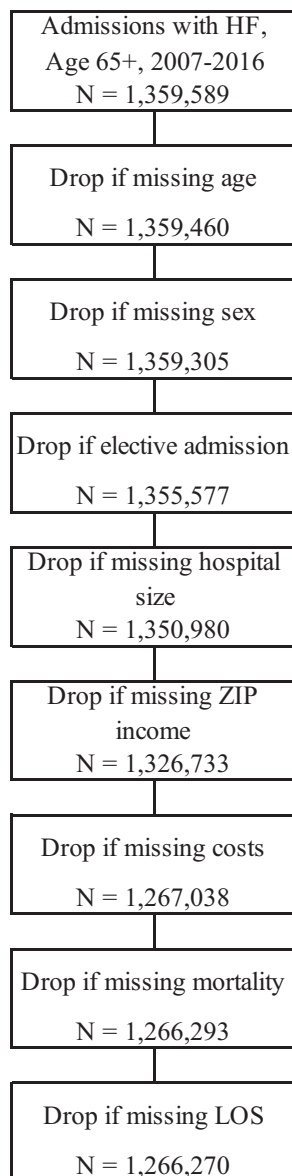 Admissions with HF,
Age 65+, 2007-2016
N = 1,359,589
Drop if missing age
N = 1,359,460
Drop if missing sex
N = 1,359,305
Drop if elective admission
N = 1,355,577
Drop if missing hospital
size
N = 1,350,980
Drop if missing ZIP
income
N = 1,326,733
Drop if missing costs
N = 1,267,038
Drop if missing mortality
N = 1,266,293
Drop if missing LOS
N = 1,266,270